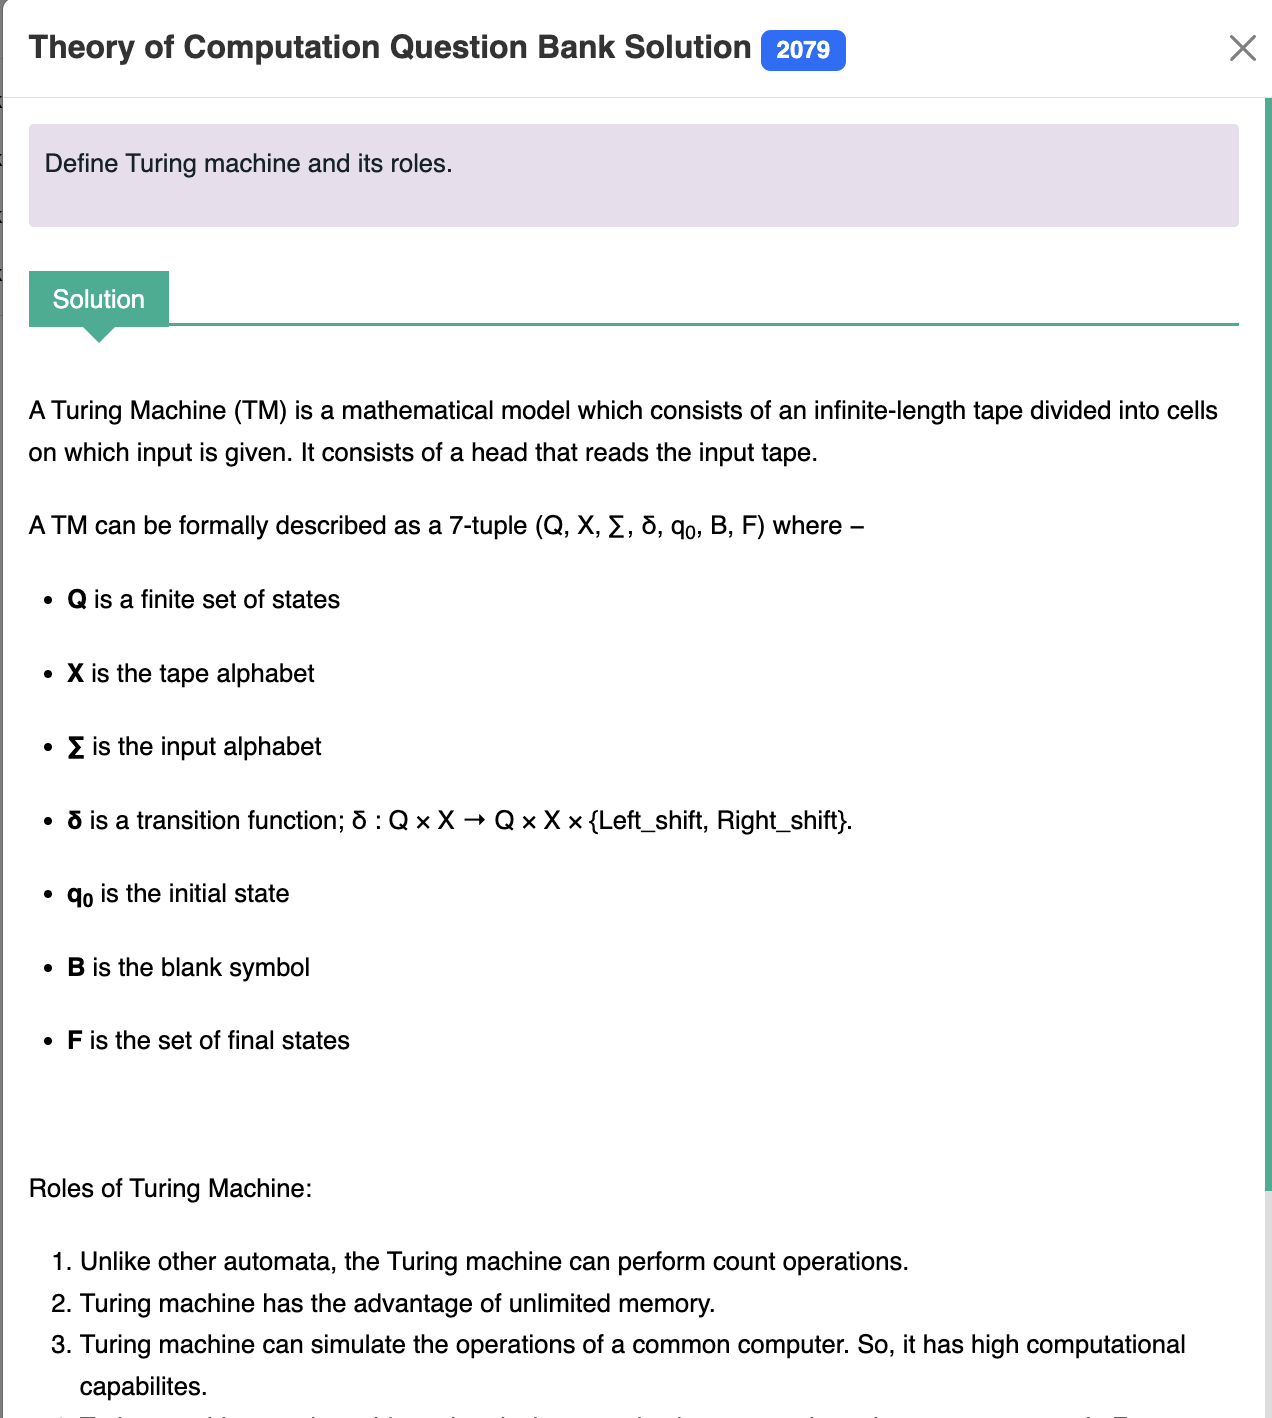 Theory of Computation Question Bank Solution 2079
Define Turing machine and its roles.
Solution
A Turing Machine (TM) is a mathematical model which consists of an infinite-length tape divided into cells
on which input is given. It consists of a head that reads the input tape.
A TM can be formally described as a 7-tuple (Q, X, ∑, δ, q₀, B, F) where −
• Q is a finite set of states
• X is the tape alphabet
• ∑ is the input alphabet
• δ is a transition function; δ : Q × X → Q × X × {Left_shift, Right_shift}.
• q₀ is the initial state
• B is the blank symbol
• F is the set of final states
Roles of Turing Machine:
1. Unlike other automata, the Turing machine can perform count operations.
2. Turing machine has the advantage of unlimited memory.
3. Turing machine can simulate the operations of a common computer. So, it has high computational
capabilites.